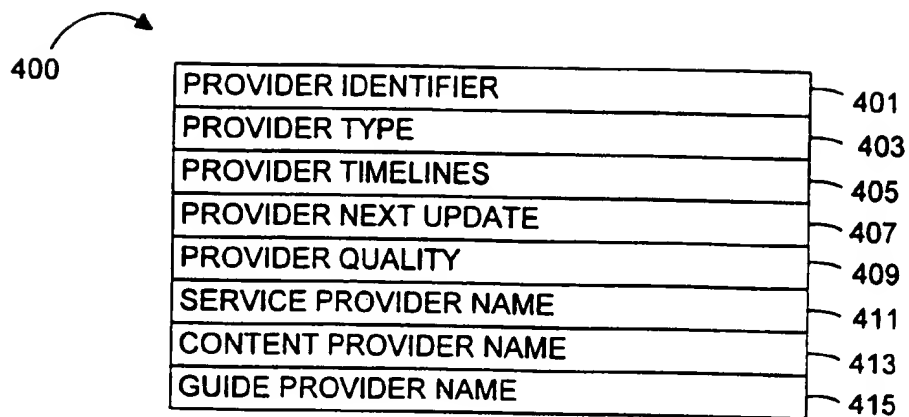 400
PROVIDER IDENTIFIER 401
PROVIDER TYPE 403
PROVIDER TIMELINES 405
PROVIDER NEXT UPDATE 407
PROVIDER QUALITY 409
SERVICE PROVIDER NAME 411
CONTENT PROVIDER NAME 413
GUIDE PROVIDER NAME 415